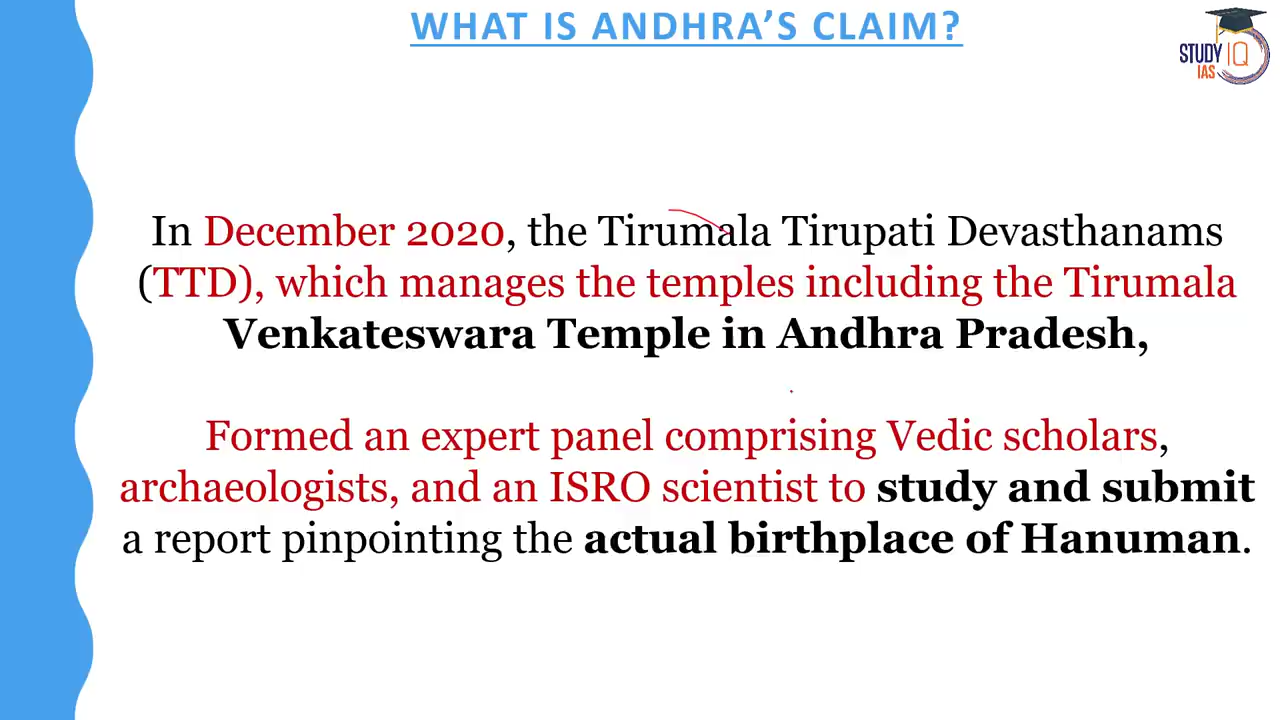 WHAT IS ANDHRA’S CLAIM?
STUDY IQ
IAS
In December 2020, the Tirumala Tirupati Devasthanams
(TTD), which manages the temples including the Tirumala
Venkateswara Temple in Andhra Pradesh,
Formed an expert panel comprising Vedic scholars,
archaeologists, and an ISRO scientist to study and submit
a report pinpointing the actual birthplace of Hanuman.